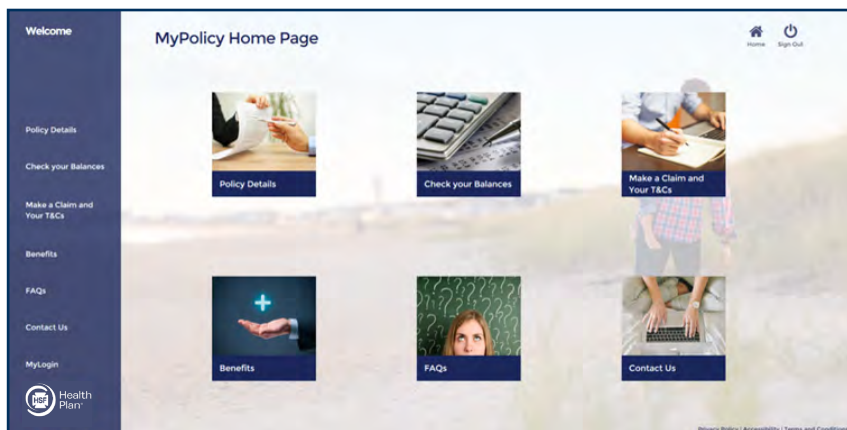 Welcome
MyPolicy Home Page
Home
Sign Out
Policy Details
Check your Balances
Make a Claim and
Your T&Cs
Benefits
FAQs
Contact Us
MyLogin
HSF
Health
Plan
Policy Details
Check your Balances
Make a Claim and
Your T&Cs
Benefits
FAQs
Contact Us
Privacy Policy | Accessibility | Terms and Conditions